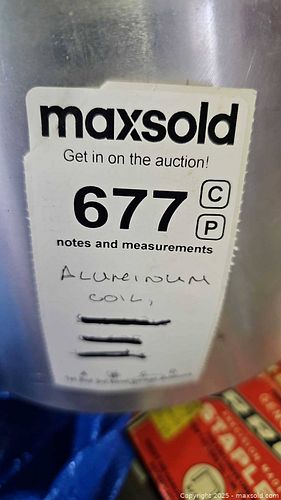 maxsold
Get in on the auction!
677 C
P
notes and measurements
ALUMINUM
COIL,
STAPLE
Copyright 2025 - maxsold.com